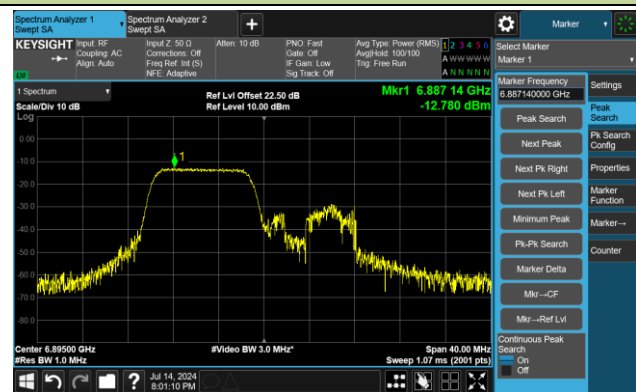 Spectrum Analyzer 1
Swept SA
Spectrum Analyzer 2
Swept SA
+
Marker
KEYSIGHT
Input: RF
Coupling: AC
Align: Auto
Input Z: 50 Ω
Corrections: Off
Freq Ref: Int (S)
NFE: Adaptive
Atten: 10 dB
PNO: Fast
Gate: Off
IF Gain: Low
Sig Track: Off
Avg Type: Power (RMS)
Avg|Hold: 100/100
Trig: Free Run
1 2 3 4 5 6
A W W W W W
A N N N N N
Select Marker
Marker 1
LXI
1 Spectrum
Scale/Div 10 dB
Log
Ref Lvl Offset 22.50 dB
Ref Level 10.00 dBm
Mkr1 6.887 14 GHz
-12.780 dBm
0.00
-10.0
-20.0
-30.0
-40.0
-50.0
-60.0
-70.0
-80.0
1
Center 6.89500 GHz
#Res BW 1.0 MHz
#Video BW 3.0 MHz*
Span 40.00 MHz
Sweep 1.07 ms (2001 pts)
Marker Frequency
6.887140000 GHz
Peak Search
Next Peak
Next Pk Right
Next Pk Left
Minimum Peak
Pk-Pk Search
Marker Delta
Mkr→CF
Mkr→Ref Lvl
Continuous Peak
Search
On
Off
Settings
Peak
Search
Pk Search
Config
Properties
Marker
Function
Marker→
Counter
?
Jul 14, 2024
8:01:10 PM